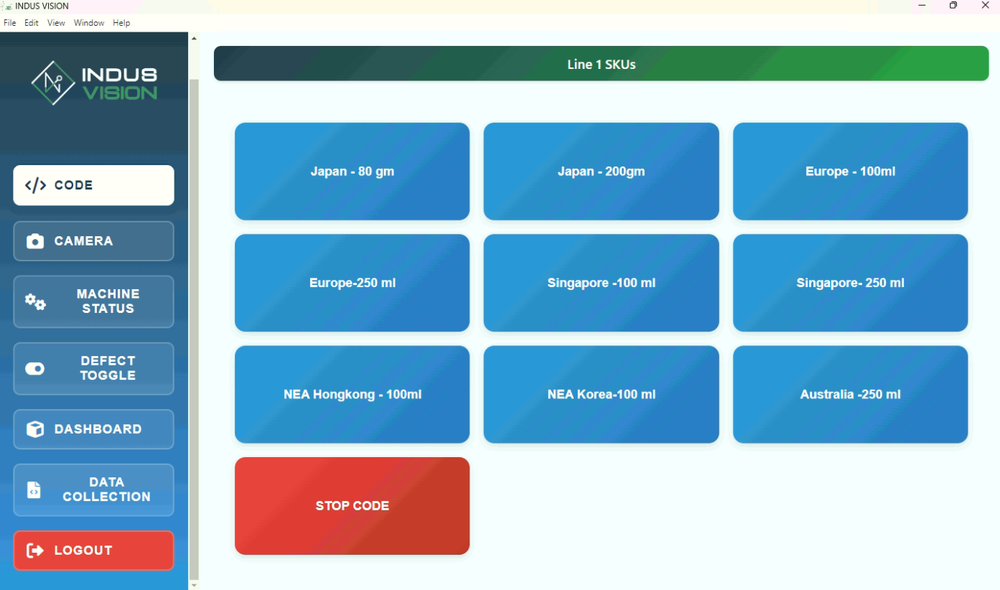 INDUS VISION
File Edit View Window Help
INDUS
VISION
CODE
CAMERA
MACHINE
STATUS
DEFECT
TOGGLE
DASHBOARD
DATA
COLLECTION
LOGOUT
Line 1 SKUs
Japan - 80 gm
Japan - 200gm
Europe - 100ml
Europe-250 ml
Singapore -100 ml
Singapore- 250 ml
NEA Hongkong - 100ml
NEA Korea-100 ml
Australia -250 ml
STOP CODE